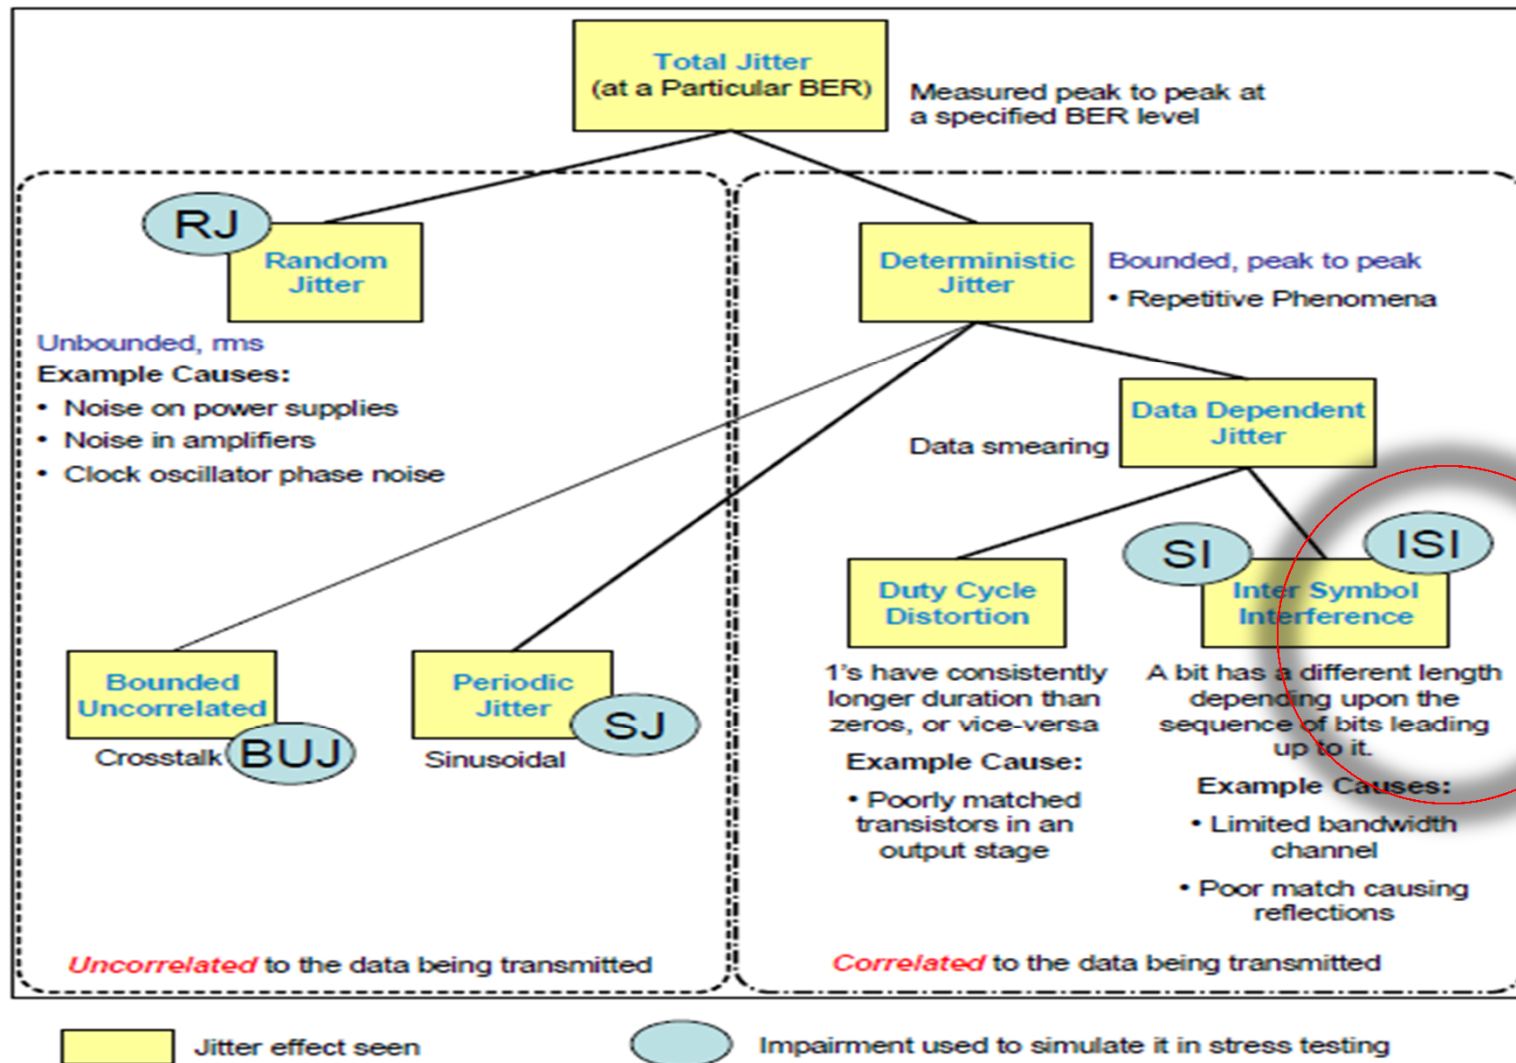 Total Jitter
(at a Particular BER)
Measured peak to peak at
a specified BER level
RJ
Random
Jitter
Unbounded, rms
Example Causes:
• Noise on power supplies
• Noise in amplifiers
• Clock oscillator phase noise
Deterministic
Jitter
Bounded, peak to peak
• Repetitive Phenomena
Data Dependent
Jitter
Data smearing
Bounded
Uncorrelated
Crosstalk
BUJ
Periodic
Jitter
SJ
Sinusoidal
Duty Cycle
Distortion
1's have consistently
longer duration than
zeros, or vice-versa
Example Cause:
• Poorly matched
transistors in an
output stage
SI
ISI
Inter Symbol
Interference
A bit has a different length
depending upon the
sequence of bits leading
up to it.
Example Causes:
• Limited bandwidth
channel
• Poor match causing
reflections
Uncorrelated to the data being transmitted
Correlated to the data being transmitted
Jitter effect seen
Impairment used to simulate it in stress testing